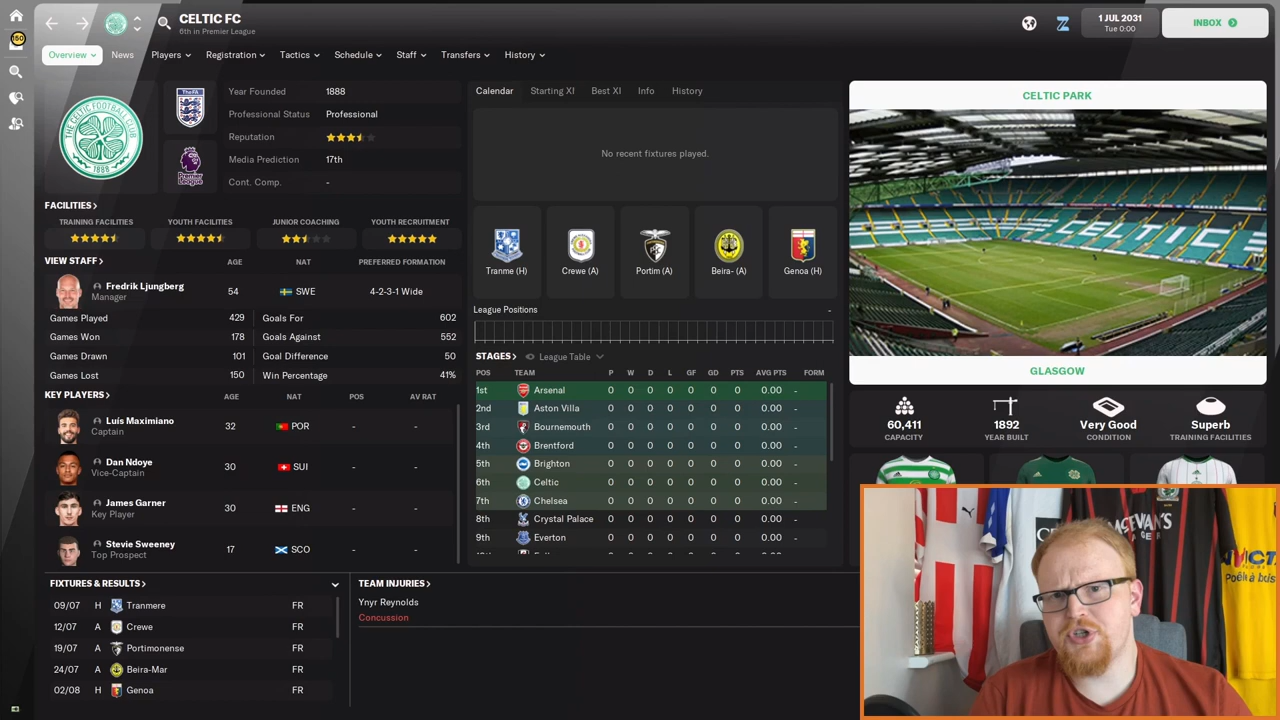 CELTIC FC
6th in Premier League
1 JUL 2031
Tue 0:00
INBOX
150
Overview
News
Players
Registration
Tactics
Schedule
Staff
Transfers
History
THE CELTIC FOOTBALL CLUB
1888
TheFA
Premier League
Year Founded 1888
Professional Status Professional
Reputation
Media Prediction 17th
Cont. Comp. -
FACILITIES
TRAINING FACILITIES YOUTH FACILITIES JUNIOR COACHING YOUTH RECRUITMENT
VIEW STAFF AGE NAT PREFERRED FORMATION
Fredrik Ljungberg 54 SWE 4-2-3-1 Wide
Manager
Games Played 429 Goals For 602
Games Won 178 Goals Against 552
Games Drawn 101 Goal Difference 50
Games Lost 150 Win Percentage 41%
KEY PLAYERS AGE NAT POS AV RAT
Luís Maximiano 32 POR - -
Captain
Dan Ndoye 30 SUI - -
Vice-Captain
James Garner 30 ENG - -
Key Player
Stevie Sweeney 17 SCO - -
Top Prospect
Calendar Starting XI Best XI Info History
No recent fixtures played.
Tranme (H) Crewe (A) Portim (A) Beira- (A) Genoa (H)
League Positions -
STAGES League Table
POS TEAM P W D L GF GD PTS AVG PTS FORM
1st Arsenal 0 0 0 0 0 0 0 0.00 -
2nd Aston Villa 0 0 0 0 0 0 0 0.00 -
3rd Bournemouth 0 0 0 0 0 0 0 0.00 -
4th Brentford 0 0 0 0 0 0 0 0.00 -
5th Brighton 0 0 0 0 0 0 0 0.00 -
6th Celtic 0 0 0 0 0 0 0 0.00 -
7th Chelsea 0 0 0 0 0 0 0 0.00 -
8th Crystal Palace 0 0 0 0 0 0 0 0.00 -
9th Everton 0 0 0 0 0 0 0 0.00 -
CELTIC PARK
CELTIC
GLASGOW
60,411 1892 Very Good Superb
CAPACITY YEAR BUILT CONDITION TRAINING FACILITIES
FIXTURES & RESULTS
09/07 H Tranmere FR
12/07 A Crewe FR
19/07 A Portimonense FR
24/07 A Beira-Mar FR
02/08 H Genoa FR
TEAM INJURIES
Ynyr Reynolds
Concussion
McEWAN'S
LAGER